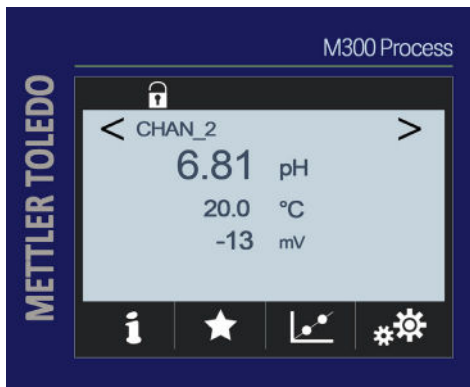 M300 Process
METTLER TOLEDO
< CHAN_2 >
6.81 pH
20.0 °C
-13 mV